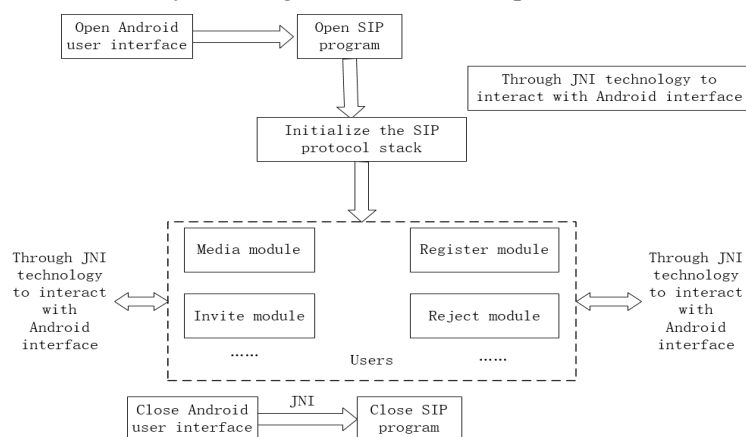 Open Android
user interface
Open SIP
program
Through JNI technology to
interact with Android interface
Initialize the SIP
protocol stack
Media module
Register module
Through JNI
technology
to interact
with
Android
interface
Invite module
Reject module
……
Users
……
Through JNI
technology
to interact
with
Android
interface
Close Android
user interface
JNI
Close SIP
program